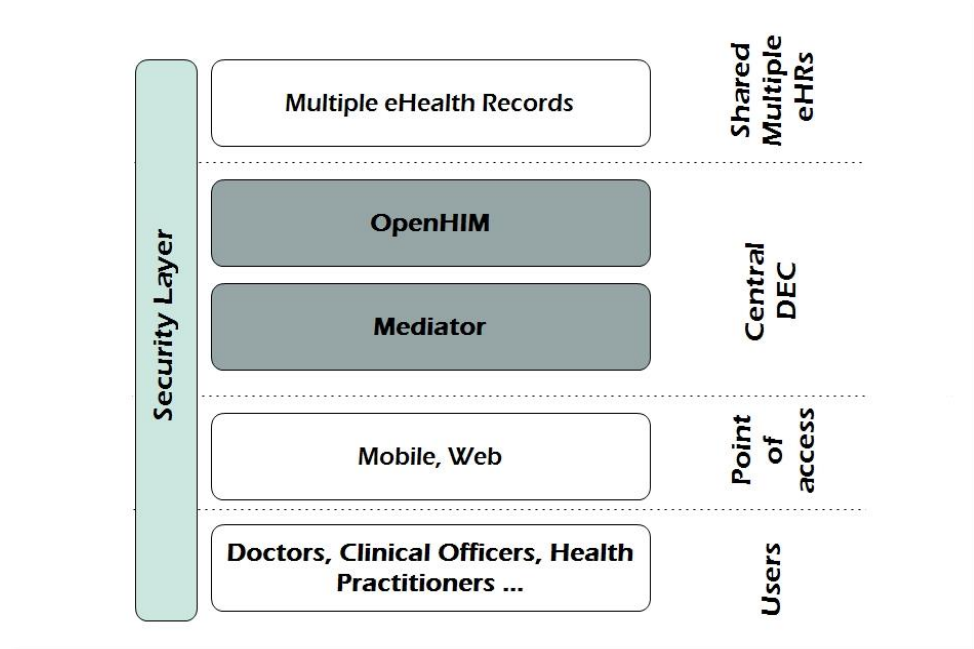 Security Layer
Multiple eHealth Records
Shared
Multiple
eHRs
OpenHIM
Mediator
Central
DEC
Mobile, Web
Point
of
access
Doctors, Clinical Officers, Health
Practitioners ...
Users